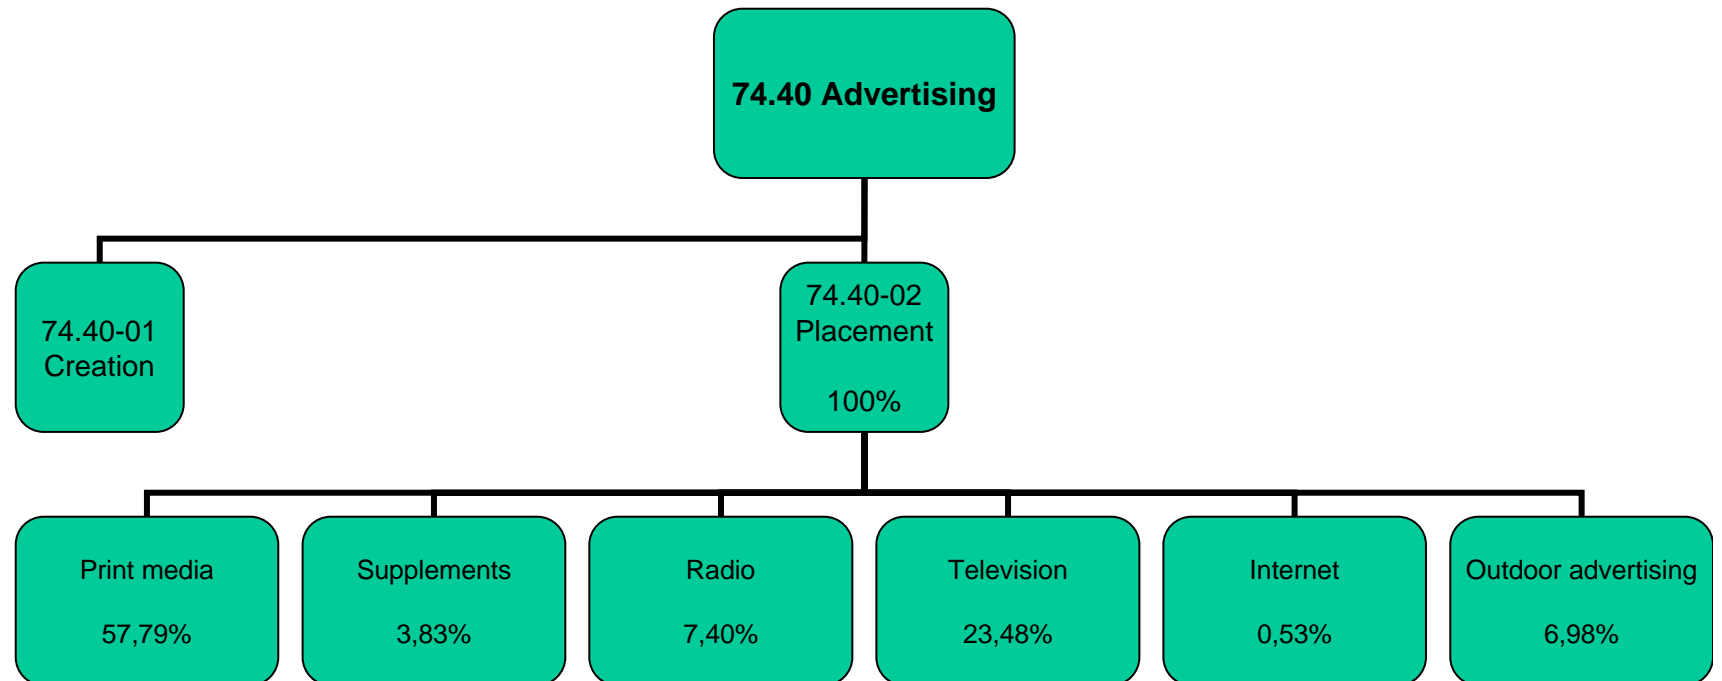 74.40 Advertising
74.40-01
Creation
74.40-02
Placement
100%
Print media
57,79%
Supplements
3,83%
Radio
7,40%
Television
23,48%
Internet
0,53%
Outdoor advertising
6,98%